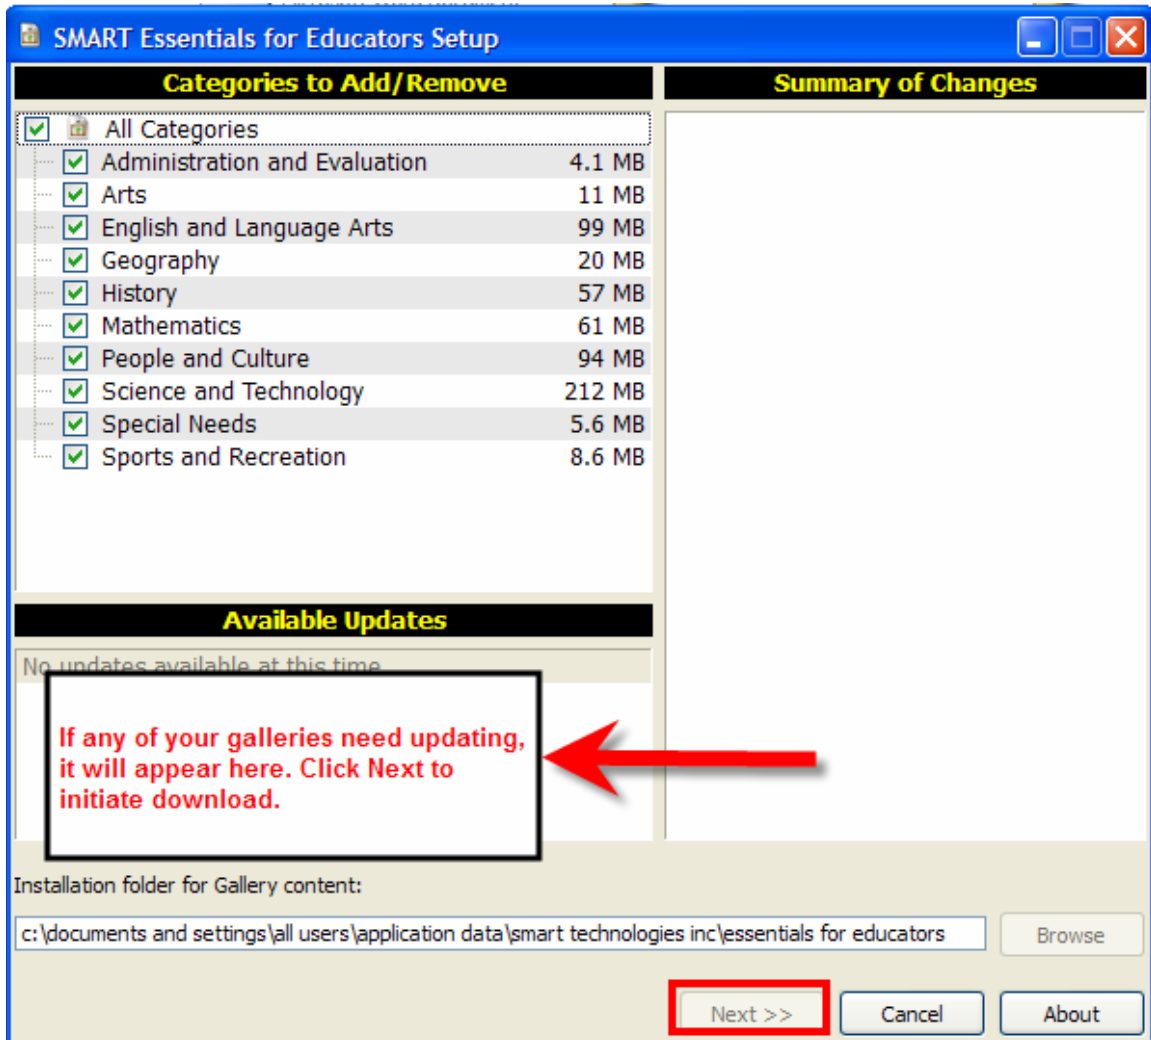 SMART Essentials for Educators Setup
Categories to Add/Remove
All Categories
Administration and Evaluation 4.1 MB
Arts 11 MB
English and Language Arts 99 MB
Geography 20 MB
History 57 MB
Mathematics 61 MB
People and Culture 94 MB
Science and Technology 212 MB
Special Needs 5.6 MB
Sports and Recreation 8.6 MB
Summary of Changes
Available Updates
No updates available at this time
If any of your galleries need updating,
it will appear here. Click Next to
initiate download.
Installation folder for Gallery content:
c:\documents and settings\all users\application data\smart technologies inc\essentials for educators
Browse
Next >>
Cancel
About